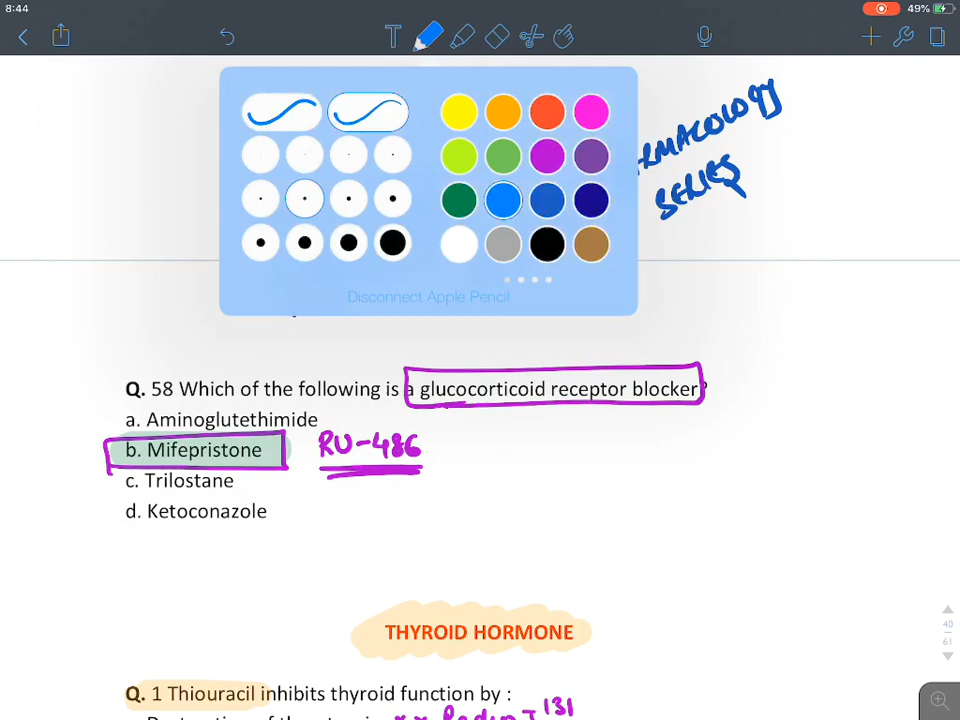 8:44
49%
T
RMACOLOGY
SERIES
Disconnect Apple Pencil
Q. 58 Which of the following is a glucocorticoid receptor blocker?
a. Aminoglutethimide
b. Mifepristone RU-486
c. Trilostane
d. Ketoconazole
40
61
THYROID HORMONE
Q. 1 Thiouracil inhibits thyroid function by :
131